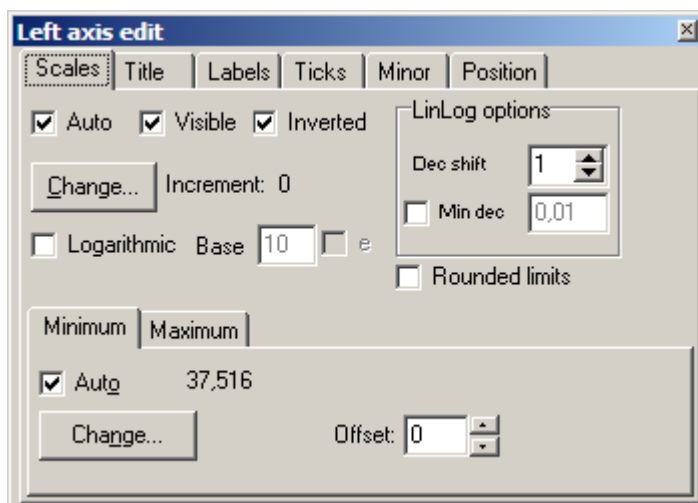 Left axis edit
Scales Title Labels Ticks Minor Position
Auto Visible Inverted
LinLog options
Dec shift 1
Change... Increment: 0
Min dec 0,01
Logarithmic Base 10 e
Rounded limits
Minimum Maximum
Auto 37,516
Change... Offset: 0